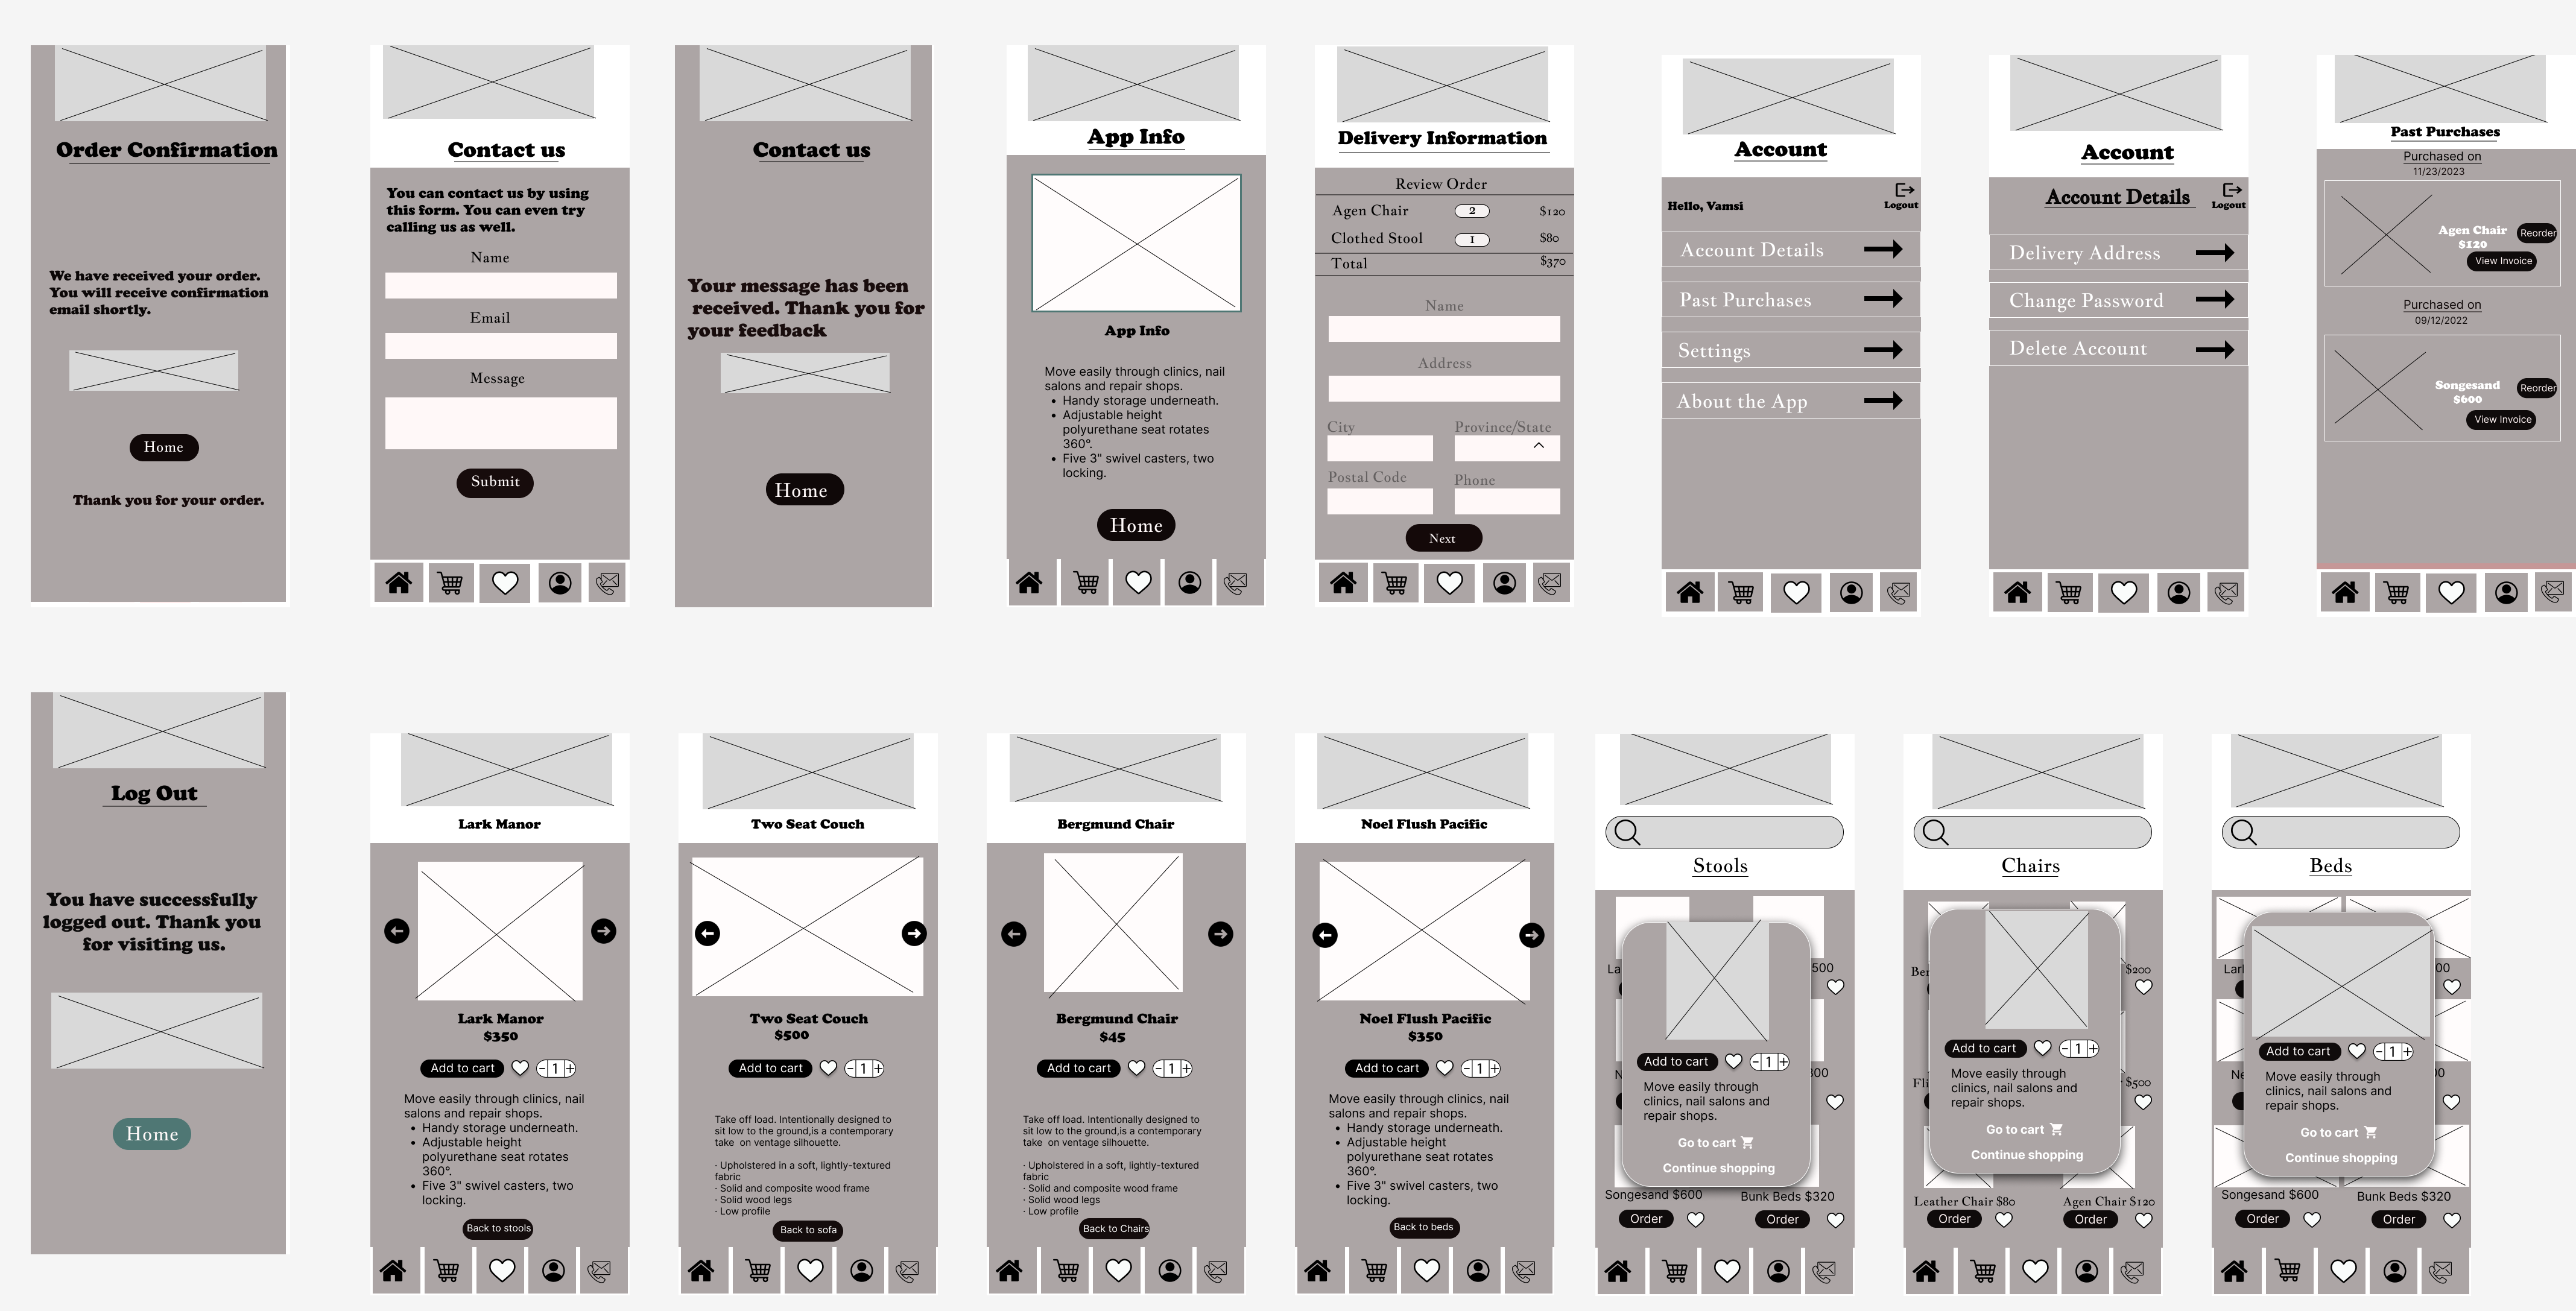 Order Confirmation
We have received your order.
You will receive confirmation
email shortly.
Home
Thank you for your order.
Contact us
You can contact us by using
this form. You can even try
calling us as well.
Name
Email
Message
Submit
Contact us
Your message has been
received. Thank you for
your feedback
Home
App Info
App Info
Move easily through clinics, nail
salons and repair shops.
• Handy storage underneath.
• Adjustable height
polyurethane seat rotates
360°.
• Five 3" swivel casters, two
locking.
Home
Delivery Information
Review Order
Agen Chair 2 $120
Clothed Stool 1 $80
Total $370
Name
Address
City Province/State
Postal Code Phone
Next
Account
Hello, Vamsi Logout
Account Details
Past Purchases
Settings
About the App
Account
Account Details Logout
Delivery Address
Change Password
Delete Account
Past Purchases
Purchased on
11/23/2023
Agen Chair Reorder
$120
View Invoice
Purchased on
09/12/2022
Songesand Reorder
$600
View Invoice
Log Out
You have successfully
logged out. Thank you
for visiting us.
Home
Lark Manor
Lark Manor
$350
Add to cart - 1 +
Move easily through clinics, nail
salons and repair shops.
• Handy storage underneath.
• Adjustable height
polyurethane seat rotates
360°.
• Five 3" swivel casters, two
locking.
Back to stools
Two Seat Couch
Two Seat Couch
$500
Add to cart - 1 +
Take off load. Intentionally designed to
sit low to the ground,is a contemporary
take on ventage silhouette.
· Upholstered in a soft, lightly-textured
fabric
· Solid and composite wood frame
· Solid wood legs
· Low profile
Back to sofa
Bergmund Chair
Bergmund Chair
$45
Add to cart - 1 +
Take off load. Intentionally designed to
sit low to the ground,is a contemporary
take on ventage silhouette.
· Upholstered in a soft, lightly-textured
fabric
· Solid and composite wood frame
· Solid wood legs
· Low profile
Back to Chairs
Noel Flush Pacific
Noel Flush Pacific
$350
Add to cart - 1 +
Move easily through clinics, nail
salons and repair shops.
• Handy storage underneath.
• Adjustable height
polyurethane seat rotates
360°.
• Five 3" swivel casters, two
locking.
Back to beds
Stools
500
Add to cart - 1 +
Move easily through
clinics, nail salons and
repair shops.
Go to cart
Continue shopping
Songesand $600 Bunk Beds $320
Order Order
Chairs
$200
Add to cart - 1 +
$500
Move easily through
clinics, nail salons and
repair shops.
Go to cart
Continue shopping
Leather Chair $80 Agen Chair $120
Order Order
Beds
Add to cart - 1 +
Move easily through
clinics, nail salons and
repair shops.
Go to cart
Continue shopping
Songesand $600 Bunk Beds $320
Order Order